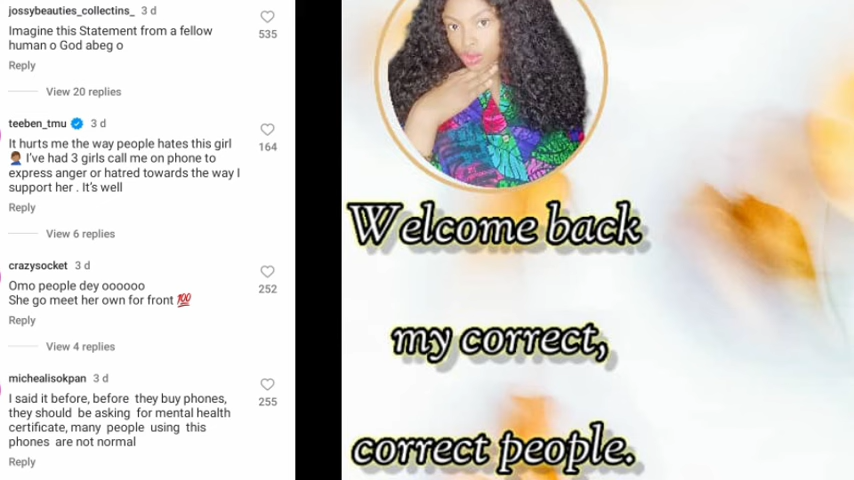 jossybeauties_collectins_ 3 d
Imagine this Statement from a fellow
human o God abeg o
535
Reply
View 20 replies
teeben_tmu 3 d
It hurts me the way people hates this girl
🤦🏽‍♂️ I've had 3 girls call me on phone to
express anger or hatred towards the way I
support her . It's well
164
Reply
View 6 replies
crazysocket 3 d
Omo people dey oooooo
She go meet her own for front 💯
252
Reply
View 4 replies
michealisokpan 3 d
I said it before, before they buy phones,
they should be asking for mental health
certificate, many people using this
phones are not normal
255
Reply
Welcome back
my correct,
correct people.